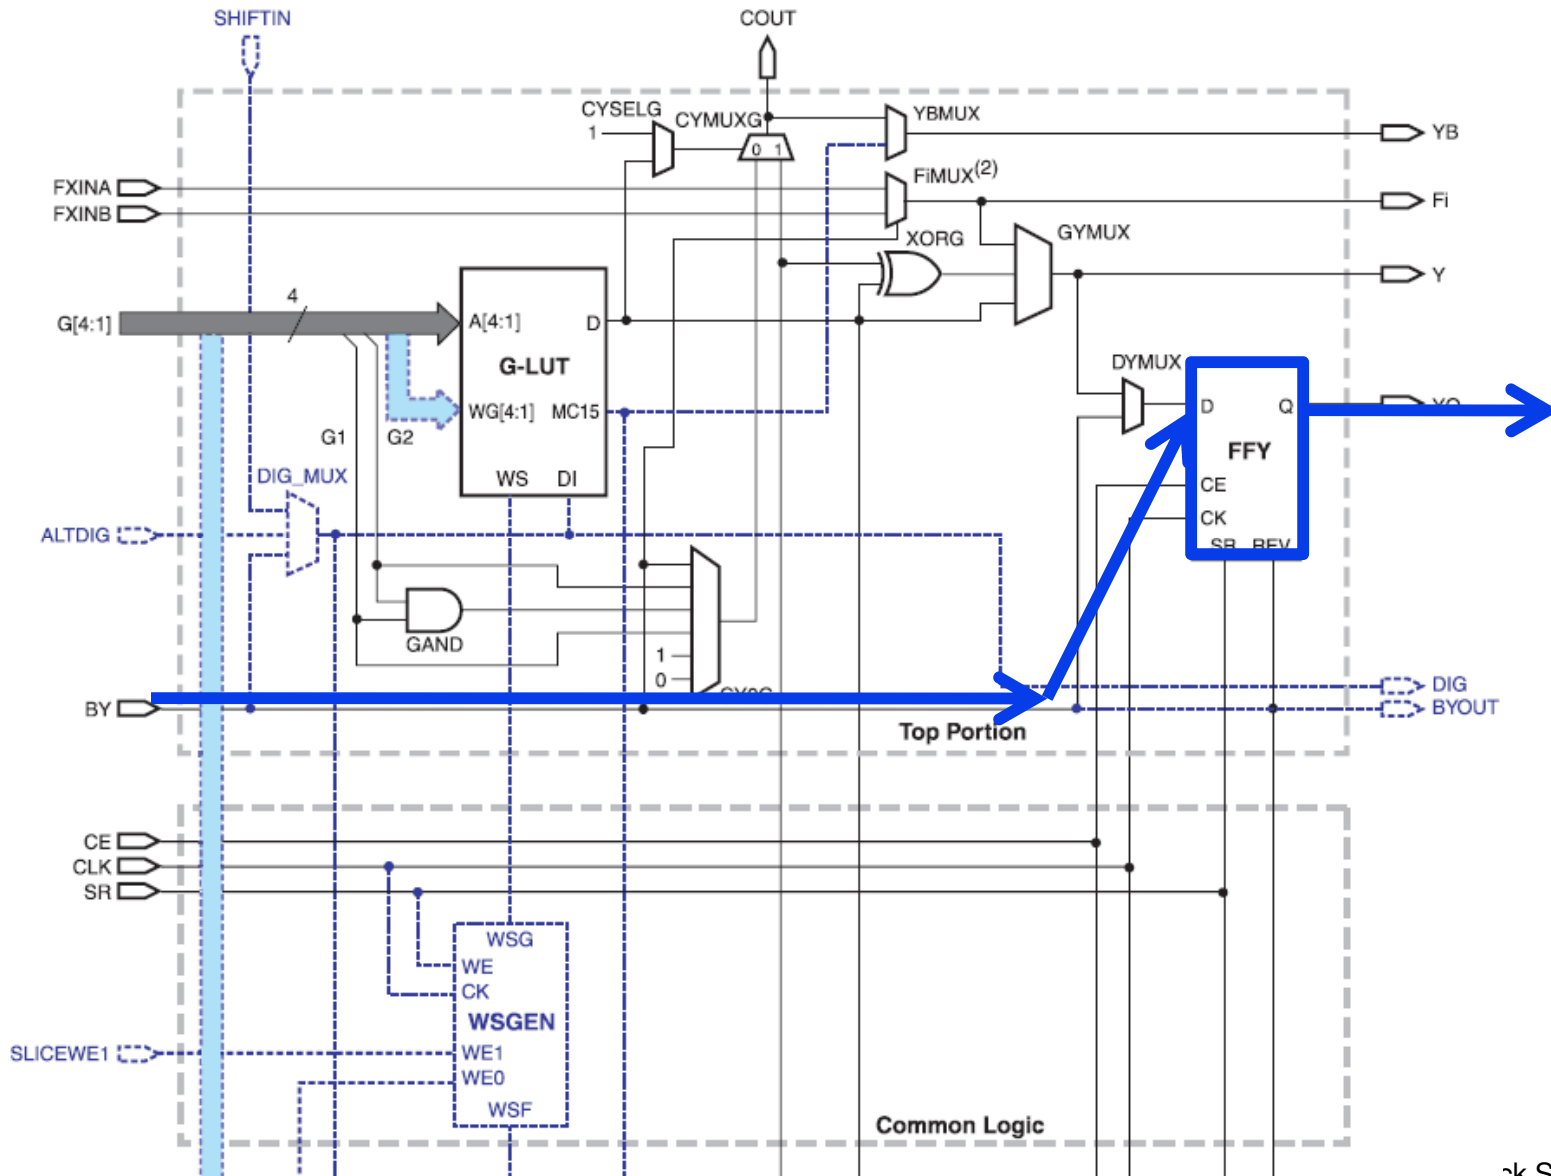 SHIFTIN
COUT
CYSELG
CYMUXG
YBMUX
1
0 1
YB
FXINA
FiMUX(2)
Fi
FXINB
XORG
GYMUX
Y
4
G[4:1]
A[4:1]
D
G-LUT
DYMUX
WG[4:1]
MC15
D
Q
G1
G2
FFY
WS
DI
DIG_MUX
CE
CK
ALTDIG
SR
REV
GAND
1
0
DIG
BY
BYOUT
Top Portion
CE
CLK
SR
WSG
WE
CK
WSGEN
SLICEWE1
WE1
WE0
WSF
Common Logic